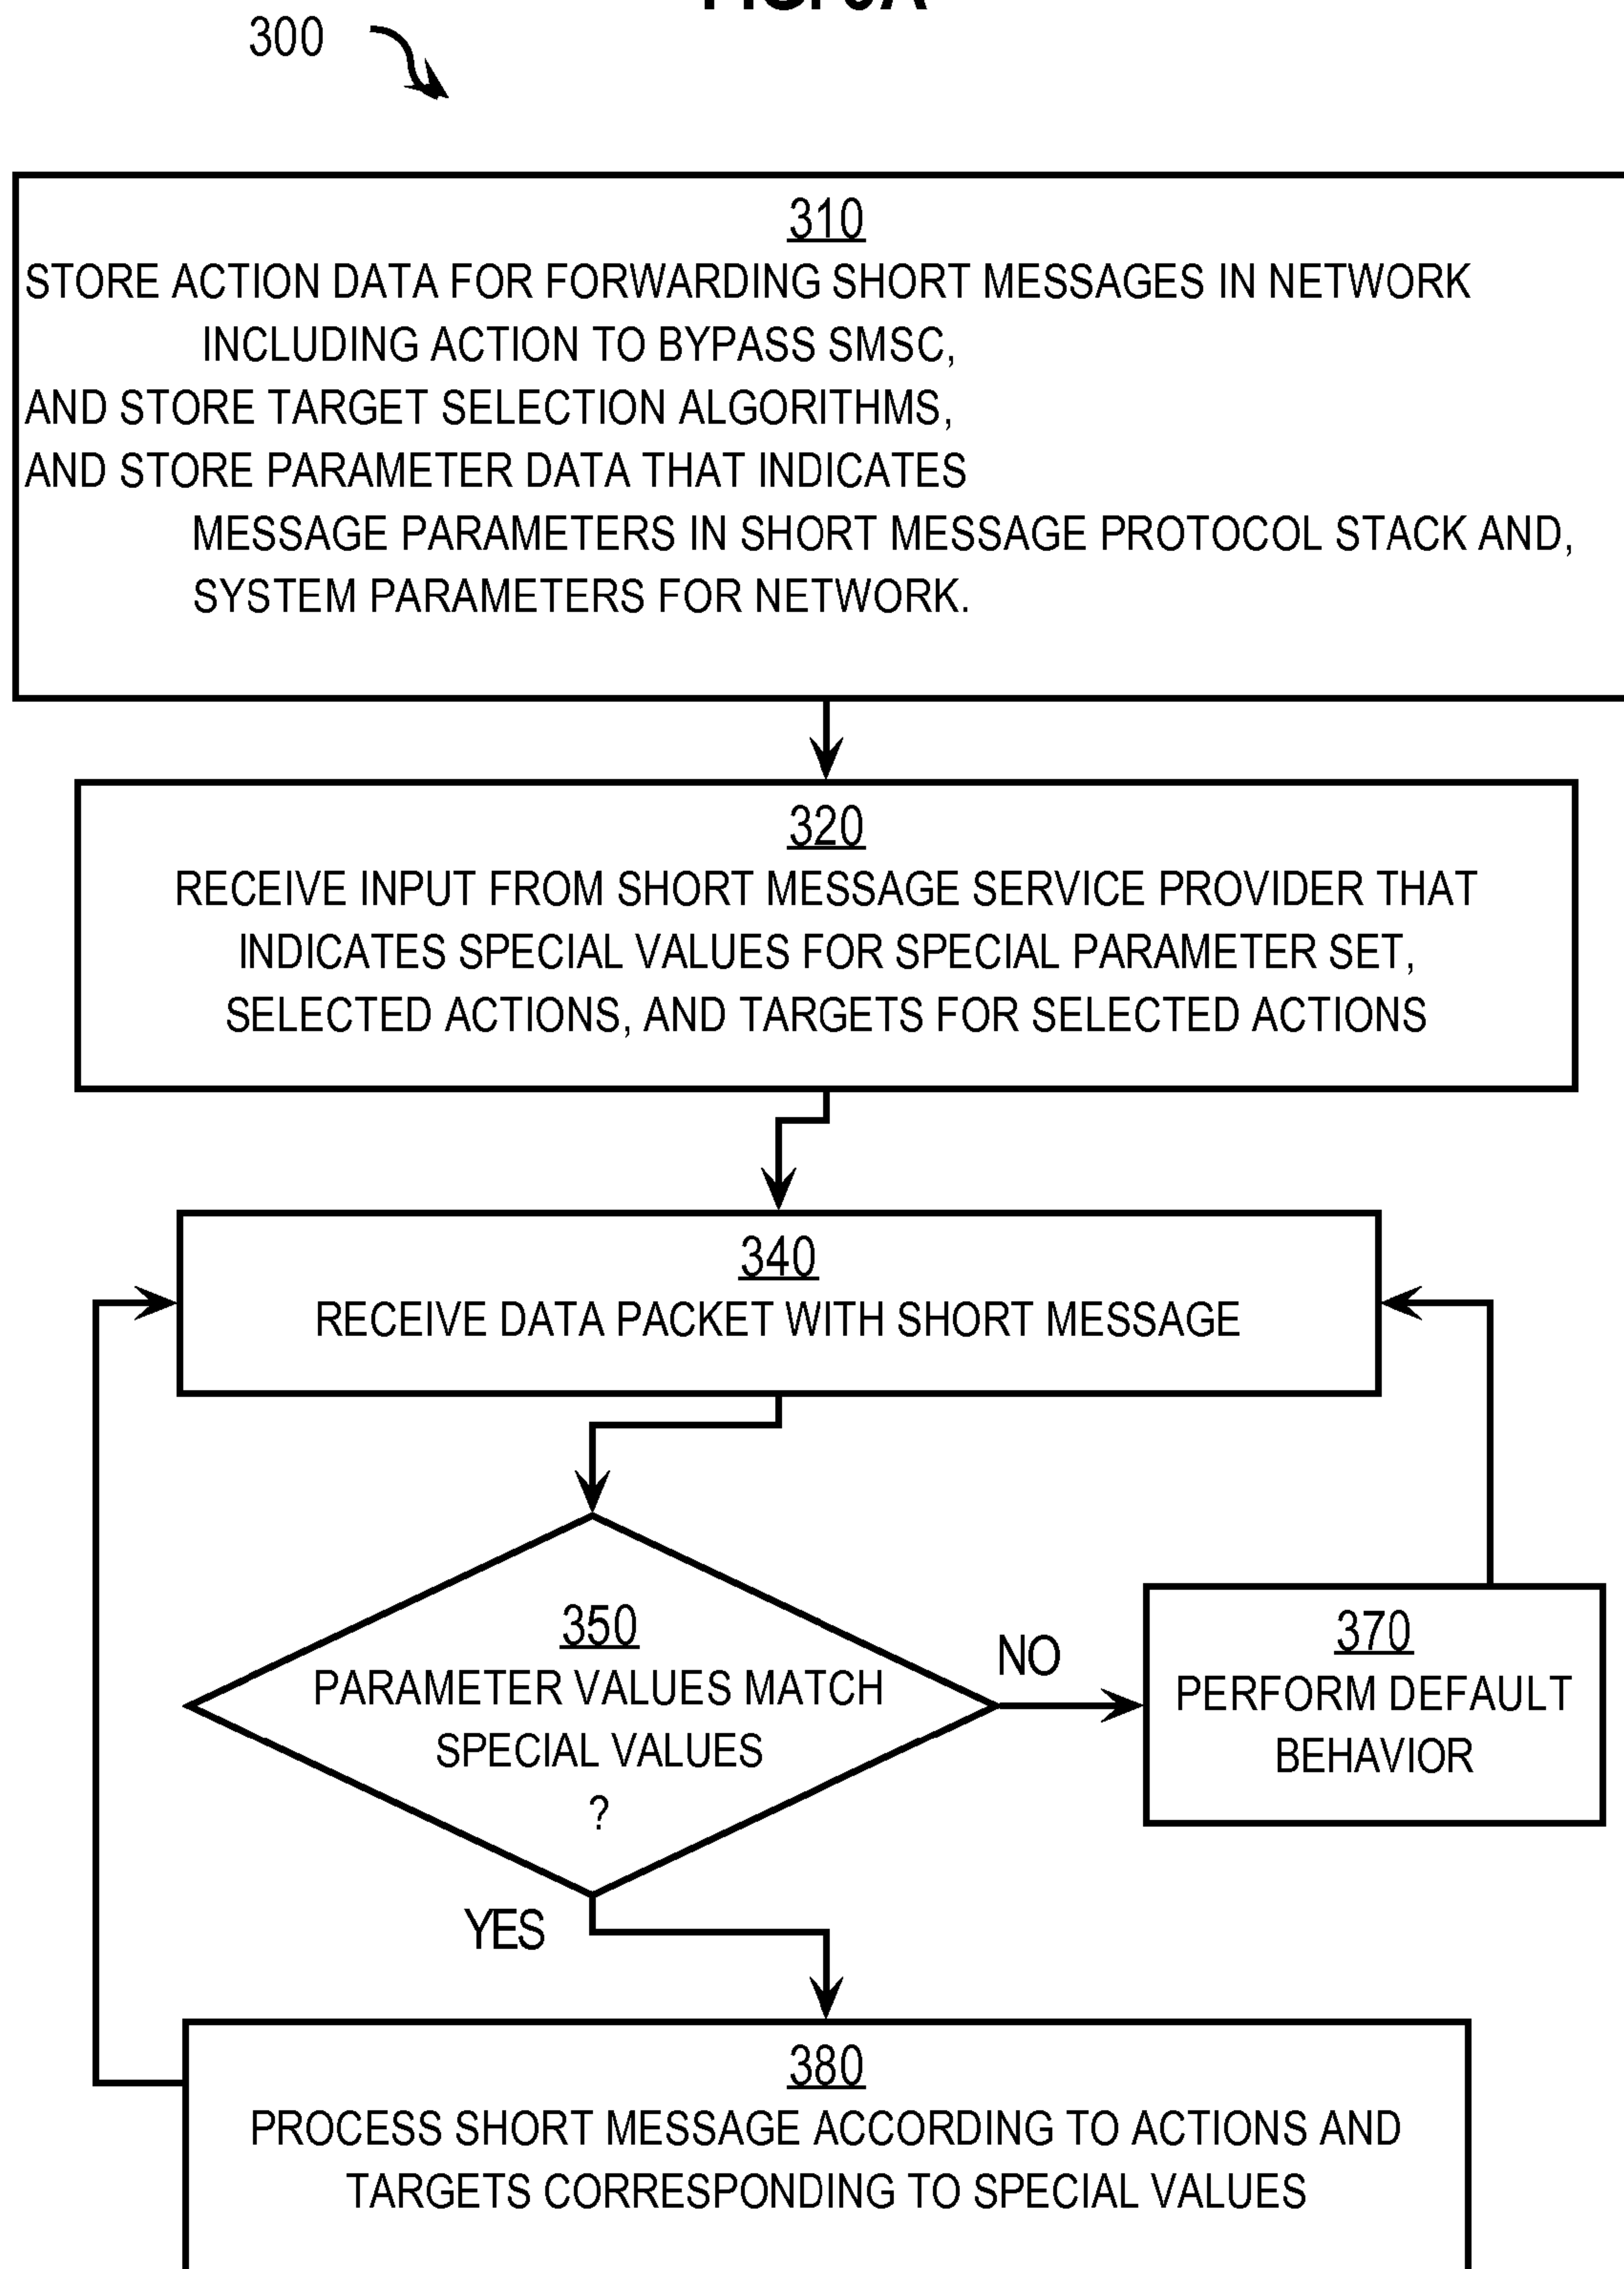 300
310
STORE ACTION DATA FOR FORWARDING SHORT MESSAGES IN NETWORK
INCLUDING ACTION TO BYPASS SMSC,
AND STORE TARGET SELECTION ALGORITHMS,
AND STORE PARAMETER DATA THAT INDICATES
MESSAGE PARAMETERS IN SHORT MESSAGE PROTOCOL STACK AND,
SYSTEM PARAMETERS FOR NETWORK.
320
RECEIVE INPUT FROM SHORT MESSAGE SERVICE PROVIDER THAT
INDICATES SPECIAL VALUES FOR SPECIAL PARAMETER SET,
SELECTED ACTIONS, AND TARGETS FOR SELECTED ACTIONS
340
RECEIVE DATA PACKET WITH SHORT MESSAGE
350
PARAMETER VALUES MATCH
SPECIAL VALUES
?
NO
370
PERFORM DEFAULT
BEHAVIOR
YES
380
PROCESS SHORT MESSAGE ACCORDING TO ACTIONS AND
TARGETS CORRESPONDING TO SPECIAL VALUES